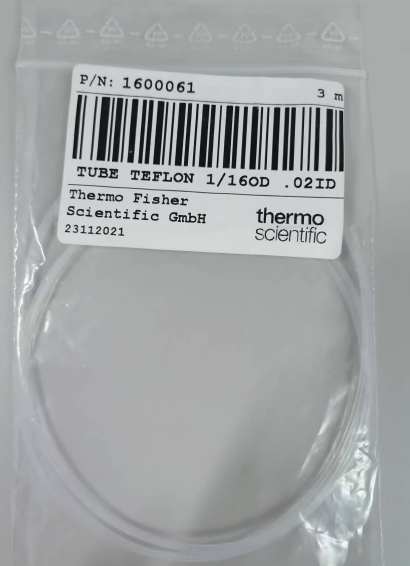 P/N: 1600061 3 m
TUBE TEFLON 1/16OD .02ID
Thermo Fisher
Scientific GmbH
23112021
thermo
scientific